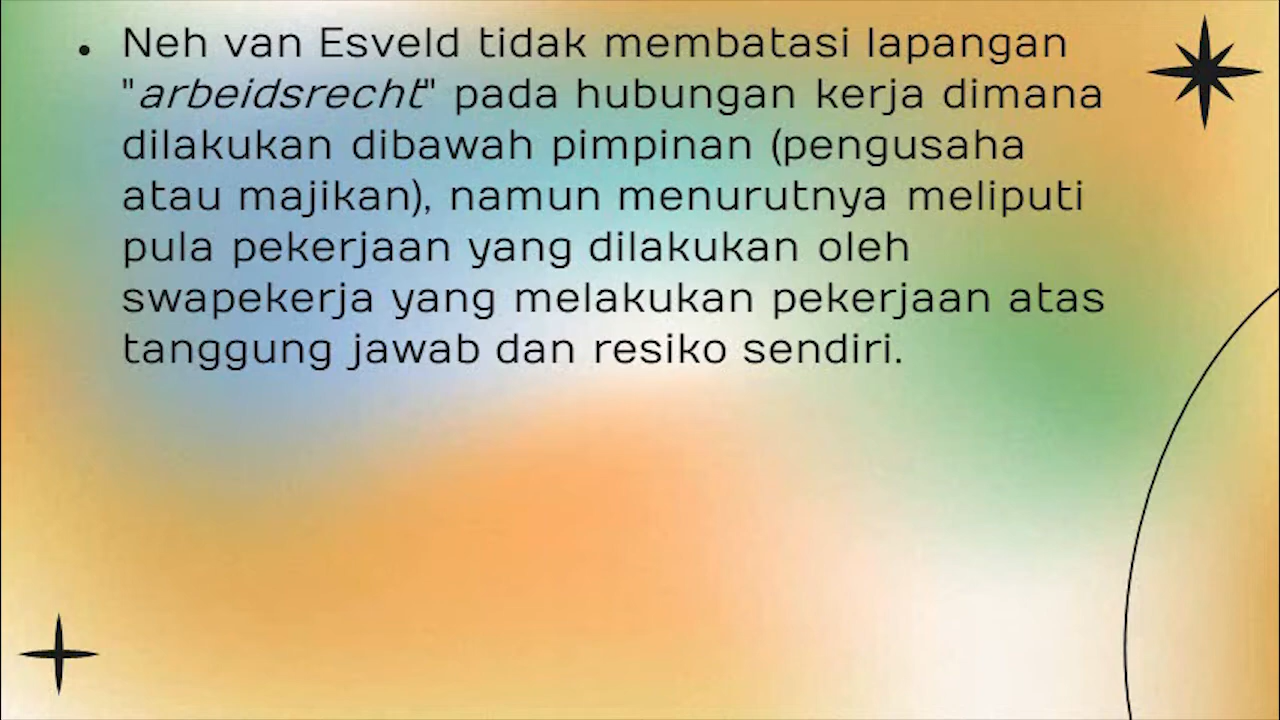 • Neh van Esveld tidak membatasi lapangan
"arbeidsrecht" pada hubungan kerja dimana
dilakukan dibawah pimpinan (pengusaha
atau majikan), namun menurutnya meliputi
pula pekerjaan yang dilakukan oleh
swapekerja yang melakukan pekerjaan atas
tanggung jawab dan resiko sendiri.